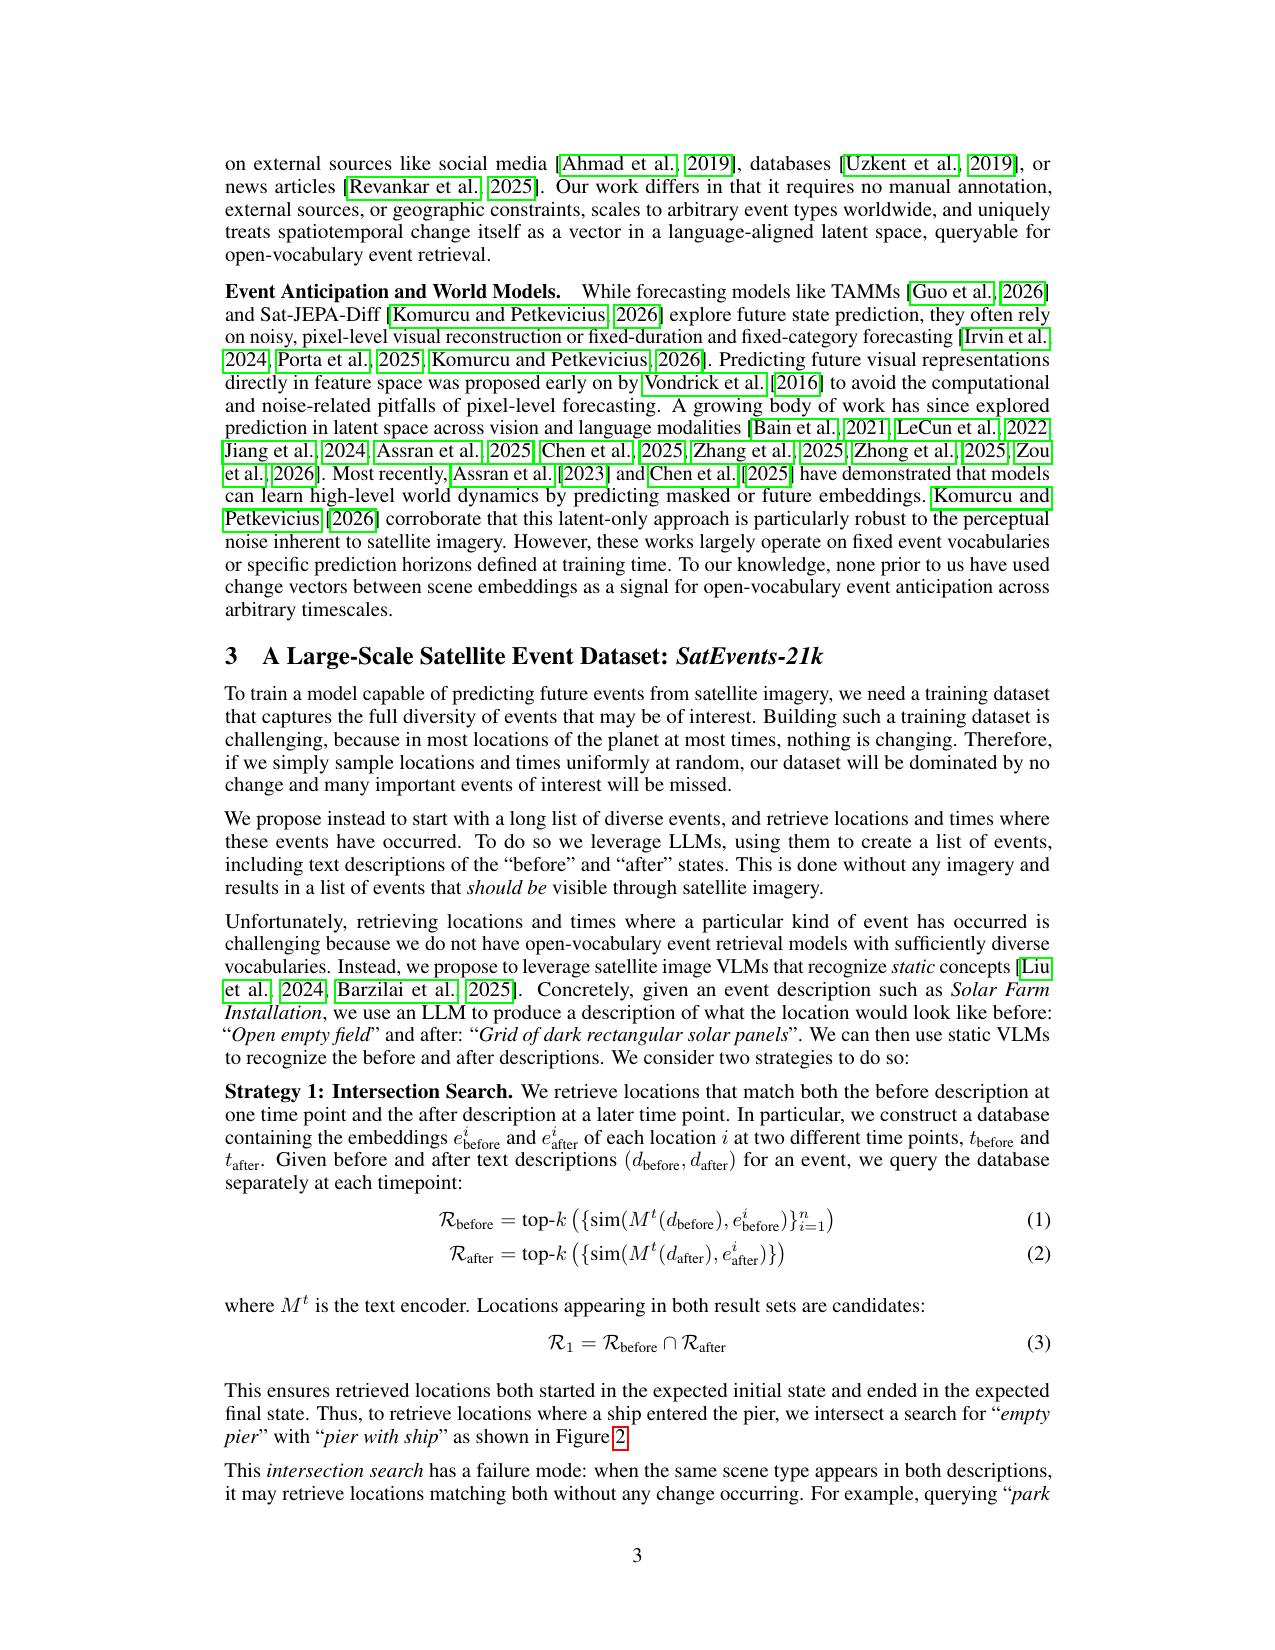 on external sources like social media [Ahmad et al., 2019], databases [Uzkent et al., 2019], or
news articles [Revankar et al., 2025]. Our work differs in that it requires no manual annotation,
external sources, or geographic constraints, scales to arbitrary event types worldwide, and uniquely
treats spatiotemporal change itself as a vector in a language-aligned latent space, queryable for
open-vocabulary event retrieval.
Event Anticipation and World Models. While forecasting models like TAMMs [Guo et al., 2026]
and Sat-JEPA-Diff [Komurcu and Petkevicius, 2026] explore future state prediction, they often rely
on noisy, pixel-level visual reconstruction or fixed-duration and fixed-category forecasting [Irvin et al.,
2024, Porta et al., 2025, Komurcu and Petkevicius, 2026]. Predicting future visual representations
directly in feature space was proposed early on by Vondrick et al. [2016] to avoid the computational
and noise-related pitfalls of pixel-level forecasting. A growing body of work has since explored
prediction in latent space across vision and language modalities [Bain et al., 2021, LeCun et al., 2022,
Jiang et al., 2024, Assran et al., 2025, Chen et al., 2025, Zhang et al., 2025, Zhong et al., 2025, Zou
et al., 2026]. Most recently, Assran et al. [2023] and Chen et al. [2025] have demonstrated that models
can learn high-level world dynamics by predicting masked or future embeddings. Komurcu and
Petkevicius [2026] corroborate that this latent-only approach is particularly robust to the perceptual
noise inherent to satellite imagery. However, these works largely operate on fixed event vocabularies
or specific prediction horizons defined at training time. To our knowledge, none prior to us have used
change vectors between scene embeddings as a signal for open-vocabulary event anticipation across
arbitrary timescales.
3 A Large-Scale Satellite Event Dataset: SatEvents-21k
To train a model capable of predicting future events from satellite imagery, we need a training dataset
that captures the full diversity of events that may be of interest. Building such a training dataset is
challenging, because in most locations of the planet at most times, nothing is changing. Therefore,
if we simply sample locations and times uniformly at random, our dataset will be dominated by no
change and many important events of interest will be missed.
We propose instead to start with a long list of diverse events, and retrieve locations and times where
these events have occurred. To do so we leverage LLMs, using them to create a list of events,
including text descriptions of the “before” and “after” states. This is done without any imagery and
results in a list of events that should be visible through satellite imagery.
Unfortunately, retrieving locations and times where a particular kind of event has occurred is
challenging because we do not have open-vocabulary event retrieval models with sufficiently diverse
vocabularies. Instead, we propose to leverage satellite image VLMs that recognize static concepts [Liu
et al., 2024, Barzilai et al., 2025]. Concretely, given an event description such as Solar Farm
Installation, we use an LLM to produce a description of what the location would look like before:
“Open empty field” and after: “Grid of dark rectangular solar panels”. We can then use static VLMs
to recognize the before and after descriptions. We consider two strategies to do so:
Strategy 1: Intersection Search. We retrieve locations that match both the before description at
one time point and the after description at a later time point. In particular, we construct a database
containing the embeddings e^i_before and e^i_after of each location i at two different time points, t_before and
t_after. Given before and after text descriptions (d_before, d_after) for an event, we query the database
separately at each timepoint:
R_before = top-k ({sim(M^t(d_before), e^i_before)}^n_{i=1}) (1)
R_after = top-k ({sim(M^t(d_after), e^i_after)}) (2)
where M^t is the text encoder. Locations appearing in both result sets are candidates:
R_1 = R_before ∩ R_after (3)
This ensures retrieved locations both started in the expected initial state and ended in the expected
final state. Thus, to retrieve locations where a ship entered the pier, we intersect a search for “empty
pier” with “pier with ship” as shown in Figure 2.
This intersection search has a failure mode: when the same scene type appears in both descriptions,
it may retrieve locations matching both without any change occurring. For example, querying “park
3